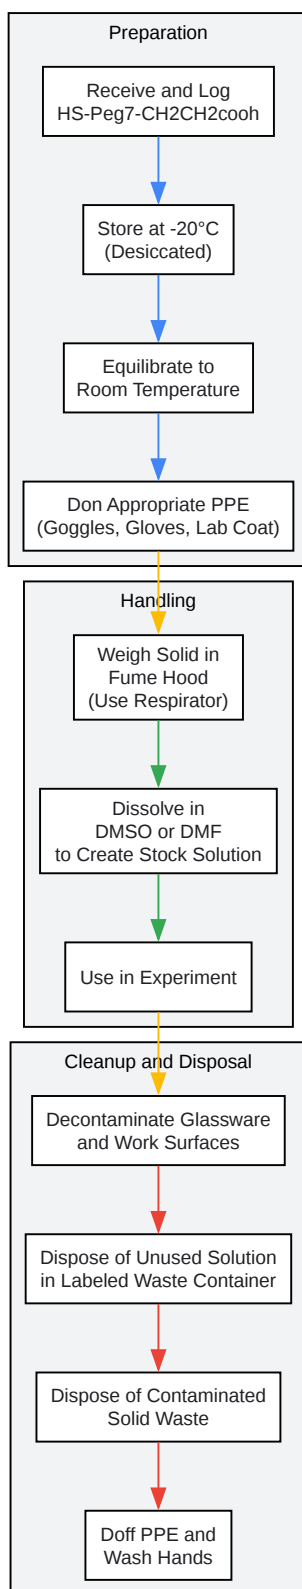 Preparation
Receive and Log
HS-Peg7-CH2CH2cooh
Store at -20°C
(Desiccated)
Equilibrate to
Room Temperature
Don Appropriate PPE
(Goggles, Gloves, Lab Coat)
Handling
Weigh Solid in
Fume Hood
(Use Respirator)
Dissolve in
DMSO or DMF
to Create Stock Solution
Use in Experiment
Cleanup and Disposal
Decontaminate Glassware
and Work Surfaces
Dispose of Unused Solution
in Labeled Waste Container
Dispose of Contaminated
Solid Waste
Doff PPE and
Wash Hands